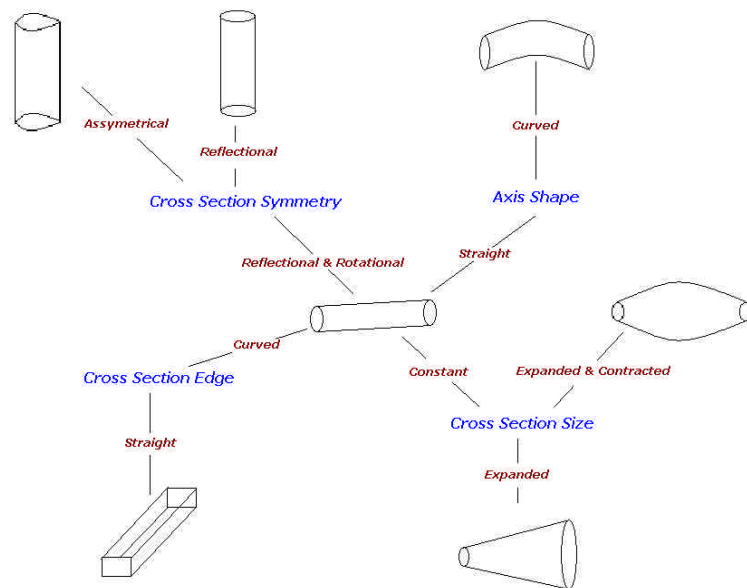 Assymetrical
Reflectional
Curved
Cross Section Symmetry
Axis Shape
Reflectional & Rotational
Straight
Curved
Constant
Expanded & Contracted
Cross Section Edge
Cross Section Size
Straight
Expanded